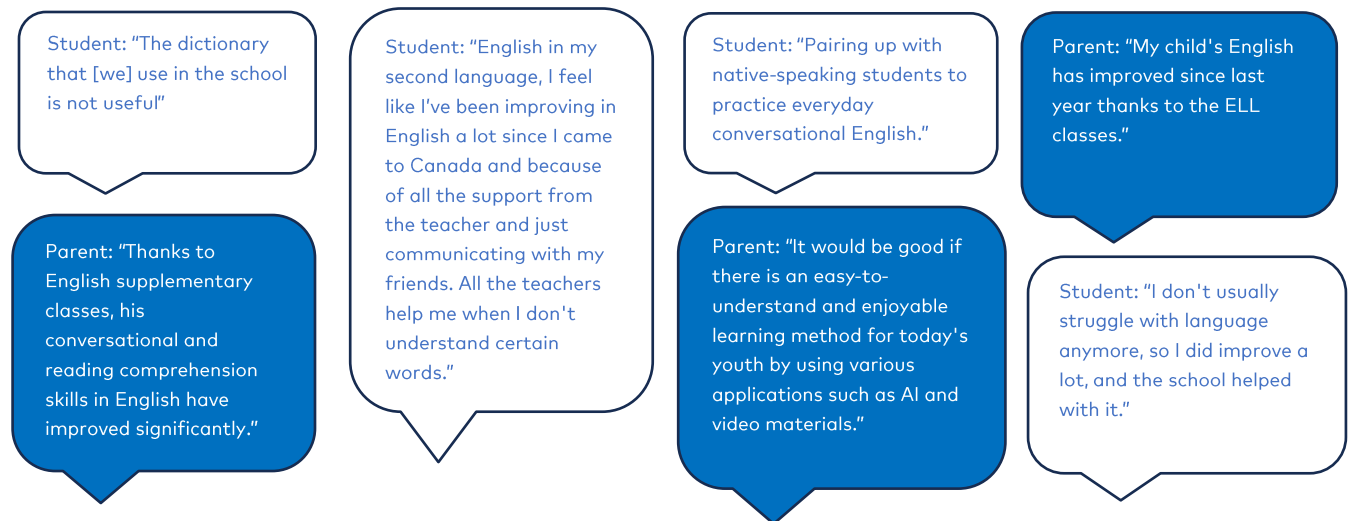 Student: “The dictionary
that [we] use in the school
is not useful”
Parent: “Thanks to
English supplementary
classes, his
conversational and
reading comprehension
skills in English have
improved significantly.”
Student: “English in my
second language, I feel
like I’ve been improving in
English a lot since I came
to Canada and because
of all the support from
the teacher and just
communicating with my
friends. All the teachers
help me when I don't
understand certain
words.”
Student: “Pairing up with
native-speaking students to
practice everyday
conversational English.”
Parent: “It would be good if
there is an easy-to-
understand and enjoyable
learning method for today's
youth by using various
applications such as AI and
video materials.”
Parent: “My child's English
has improved since last
year thanks to the ELL
classes.”
Student: “I don't usually
struggle with language
anymore, so I did improve a
lot, and the school helped
with it.”